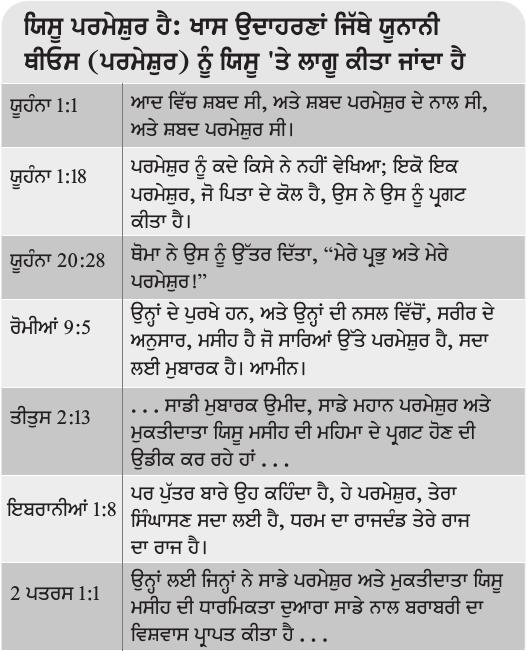 ਯਿਸੂ ਪਰਮੇਸ਼ੁਰ ਹੈ: ਖਾਸ ਉਦਾਹਰਣਾਂ ਜਿੱਥੇ ਯੂਨਾਨੀ
ਥੀਓਸ (ਪਰਮੇਸ਼ੁਰ) ਨੂੰ ਯਿਸੂ 'ਤੇ ਲਾਗੂ ਕੀਤਾ ਜਾਂਦਾ ਹੈ
ਯੂਹੰਨਾ 1:1
ਆਦ ਵਿੱਚ ਸ਼ਬਦ ਸੀ, ਅਤੇ ਸ਼ਬਦ ਪਰਮੇਸ਼ੁਰ ਦੇ ਨਾਲ ਸੀ,
ਅਤੇ ਸ਼ਬਦ ਪਰਮੇਸ਼ੁਰ ਸੀ।
ਯੂਹੰਨਾ 1:18
ਪਰਮੇਸ਼ੁਰ ਨੂੰ ਕਦੇ ਕਿਸੇ ਨੇ ਨਹੀਂ ਵੇਖਿਆ; ਇਕੋ ਇਕ
ਪਰਮੇਸ਼ੁਰ, ਜੋ ਪਿਤਾ ਦੇ ਕੋਲ ਹੈ, ਉਸ ਨੇ ਉਸ ਨੂੰ ਪ੍ਰਗਟ
ਕੀਤਾ ਹੈ।
ਯੂਹੰਨਾ 20:28
ਥੋਮਾ ਨੇ ਉਸ ਨੂੰ ਉੱਤਰ ਦਿੱਤਾ, “ਮੇਰੇ ਪ੍ਰਭੁ ਅਤੇ ਮੇਰੇ
ਪਰਮੇਸ਼ੁਰ!”
ਰੋਮੀਆਂ 9:5
ਉਨ੍ਹਾਂ ਦੇ ਪੁਰਖੇ ਹਨ, ਅਤੇ ਉਨ੍ਹਾਂ ਦੀ ਨਸਲ ਵਿੱਚੋਂ, ਸਰੀਰ ਦੇ
ਅਨੁਸਾਰ, ਮਸੀਹ ਹੈ ਜੋ ਸਾਰਿਆਂ ਉੱਤੇ ਪਰਮੇਸ਼ੁਰ ਹੈ, ਸਦਾ
ਲਈ ਮੁਬਾਰਕ ਹੈ। ਆਮੀਨ।
ਤੀਤੁਸ 2:13
. . . ਸਾਡੀ ਮੁਬਾਰਕ ਉਮੀਦ, ਸਾਡੇ ਮਹਾਨ ਪਰਮੇਸ਼ੁਰ ਅਤੇ
ਮੁਕਤੀਦਾਤਾ ਯਿਸੂ ਮਸੀਹ ਦੀ ਮਹਿਮਾ ਦੇ ਪ੍ਰਗਟ ਹੋਣ ਦੀ
ਉਡੀਕ ਕਰ ਰਹੇ ਹਾਂ . . .
ਇਬਰਾਨੀਆਂ 1:8
ਪਰ ਪੁੱਤਰ ਬਾਰੇ ਉਹ ਕਹਿੰਦਾ ਹੈ, ਹੇ ਪਰਮੇਸ਼ੁਰ, ਤੇਰਾ
ਸਿੰਘਾਸਣ ਸਦਾ ਲਈ ਹੈ, ਧਰਮ ਦਾ ਰਾਜਦੰਡ ਤੇਰੇ ਰਾਜ
ਦਾ ਰਾਜ ਹੈ।
2 ਪਤਰਸ 1:1
ਉਨ੍ਹਾਂ ਲਈ ਜਿਨ੍ਹਾਂ ਨੇ ਸਾਡੇ ਪਰਮੇਸ਼ੁਰ ਅਤੇ ਮੁਕਤੀਦਾਤਾ ਯਿਸੂ
ਮਸੀਹ ਦੀ ਧਾਰਮਿਕਤਾ ਦੁਆਰਾ ਸਾਡੇ ਨਾਲ ਬਰਾਬਰੀ ਦਾ
ਵਿਸ਼ਵਾਸ ਪ੍ਰਾਪਤ ਕੀਤਾ ਹੈ . . .